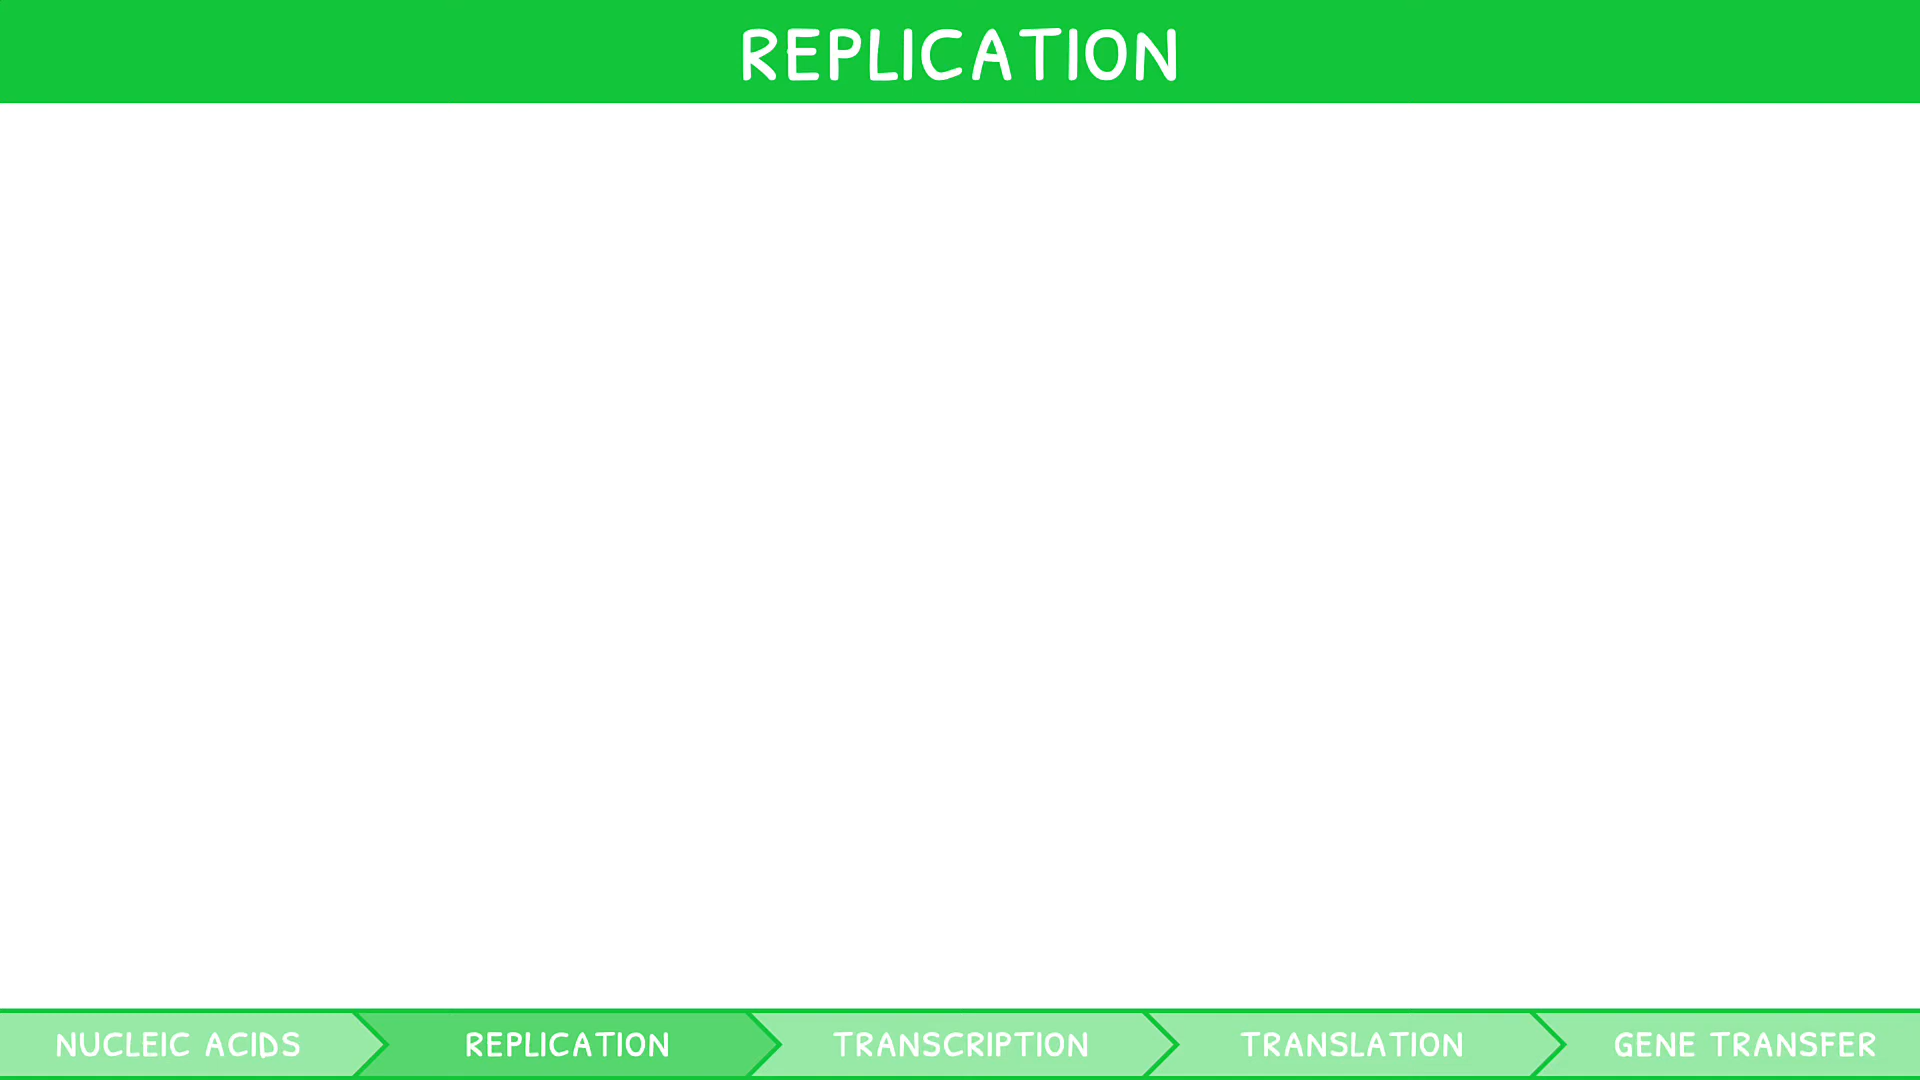 REPLICATION
NUCLEIC ACIDS
REPLICATION
TRANSCRIPTION
TRANSLATION
GENE TRANSFER